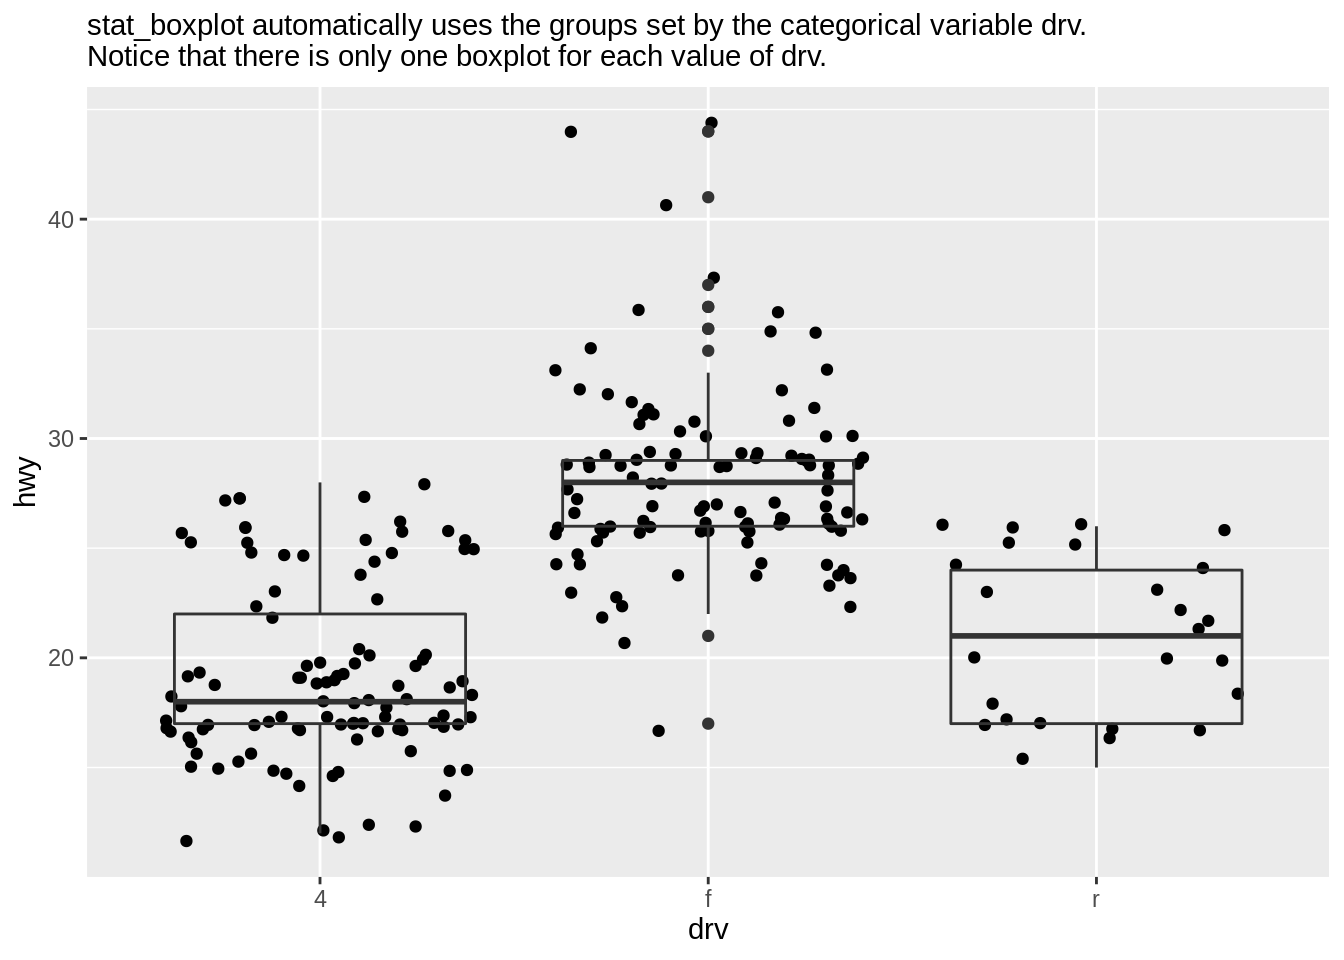 stat_boxplot automatically uses the groups set by the categorical variable drv.
Notice that there is only one boxplot for each value of drv.
40
30
20
hwy
4
f
r
drv